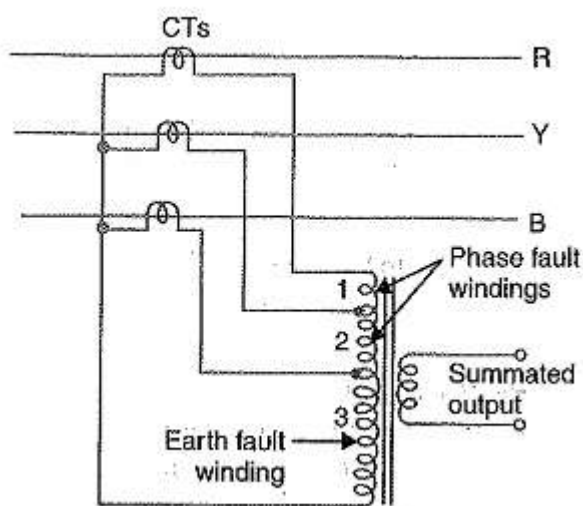 CTs
R
Y
B
Phase fault
windings
1
2
3
Summated
output
Earth fault
winding